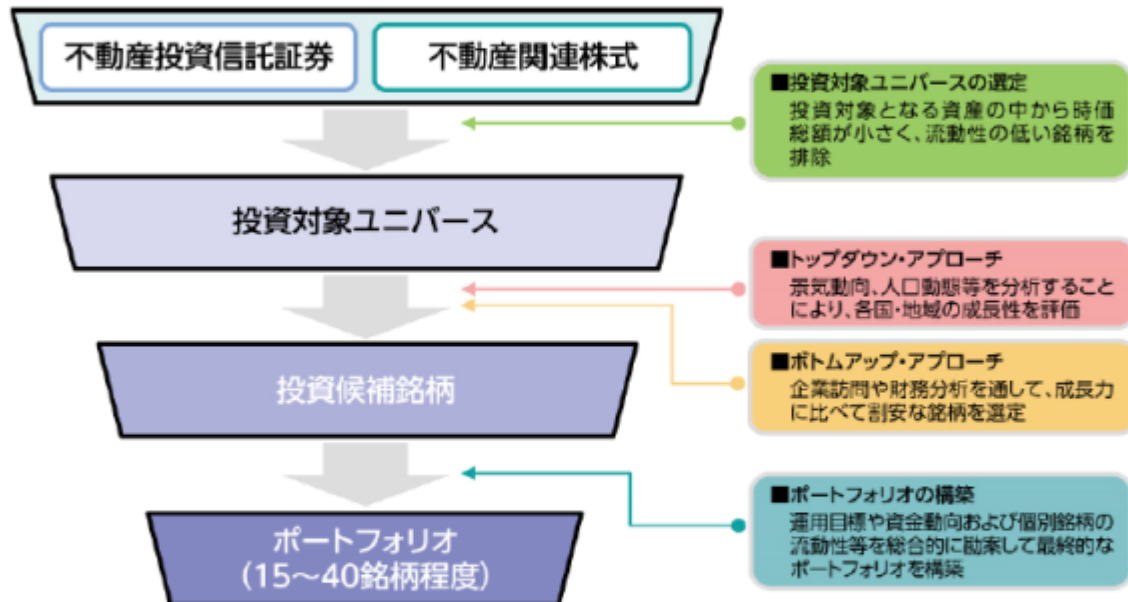 不動産投資信託証券
不動産関連株式
■投資対象ユニバースの選定
投資対象となる資産の中から時価
総額が小さく、流動性の低い銘柄を
排除
投資対象ユニバース
■トップダウン・アプローチ
景気動向、人口動態等を分析すること
により、各国・地域の成長性を評価
■ボトムアップ・アプローチ
企業訪問や財務分析を通して、成長力
に比べて割安な銘柄を選定
投資候補銘柄
■ポートフォリオの構築
運用目標や資金動向および個別銘柄の
流動性等を総合的に勘案して最終的な
ポートフォリオを構築
ポートフォリオ
(15~40銘柄程度)